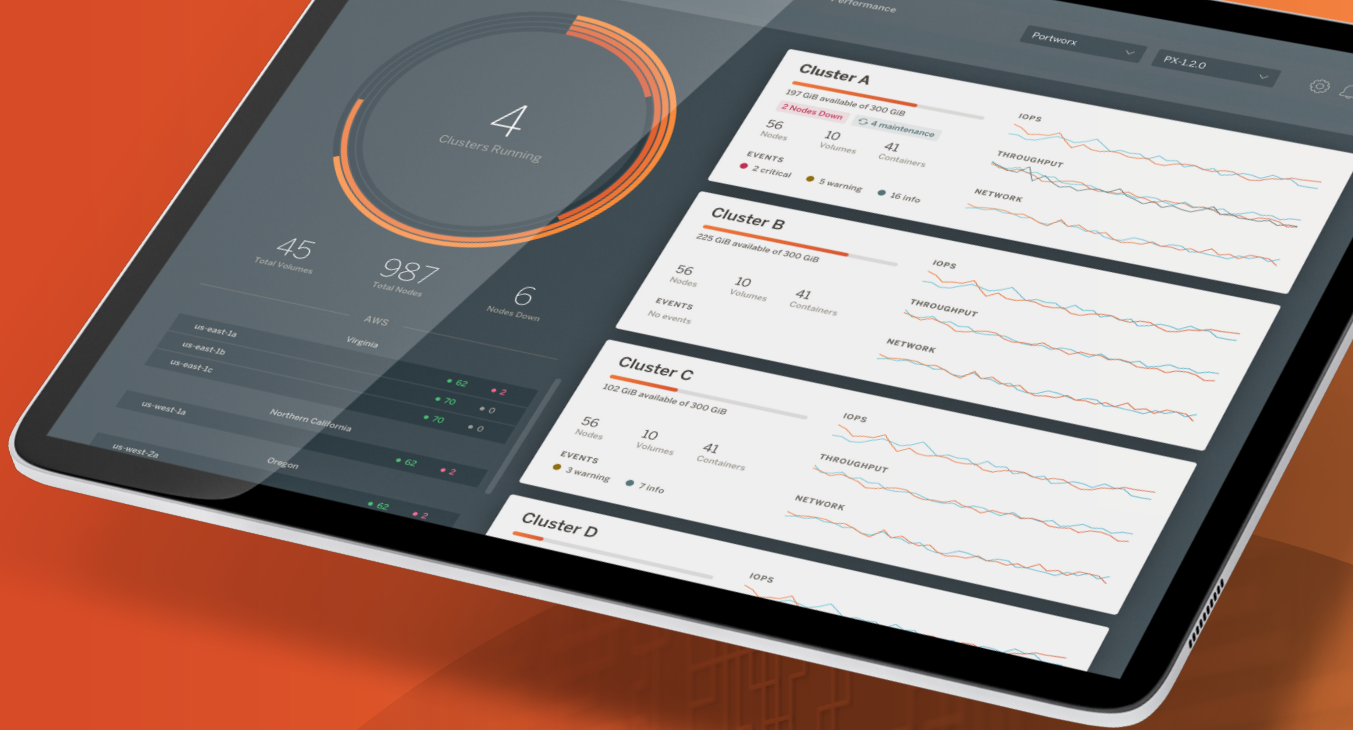 Performance
Portworx
PX-1.2.0
4
Clusters Running
45
Total Volumes
987
Total Nodes
6
Nodes Down
AWS
us-east-1a
Virginia
62
2
us-east-1b
70
0
us-east-1c
70
0
us-west-1a
Northern California
62
2
us-west-2a
Oregon
62
2
Cluster A
197 GiB available of 300 GiB
2 Nodes Down
4 maintenance
56
Nodes
10
Volumes
41
Containers
EVENTS
2 critical
5 warning
16 info
IOPS
THROUGHPUT
NETWORK
Cluster B
225 GiB available of 300 GiB
56
Nodes
10
Volumes
41
Containers
EVENTS
No events
IOPS
THROUGHPUT
NETWORK
Cluster C
102 GiB available of 300 GiB
56
Nodes
10
Volumes
41
Containers
EVENTS
3 warning
7 info
IOPS
THROUGHPUT
NETWORK
Cluster D
IOPS